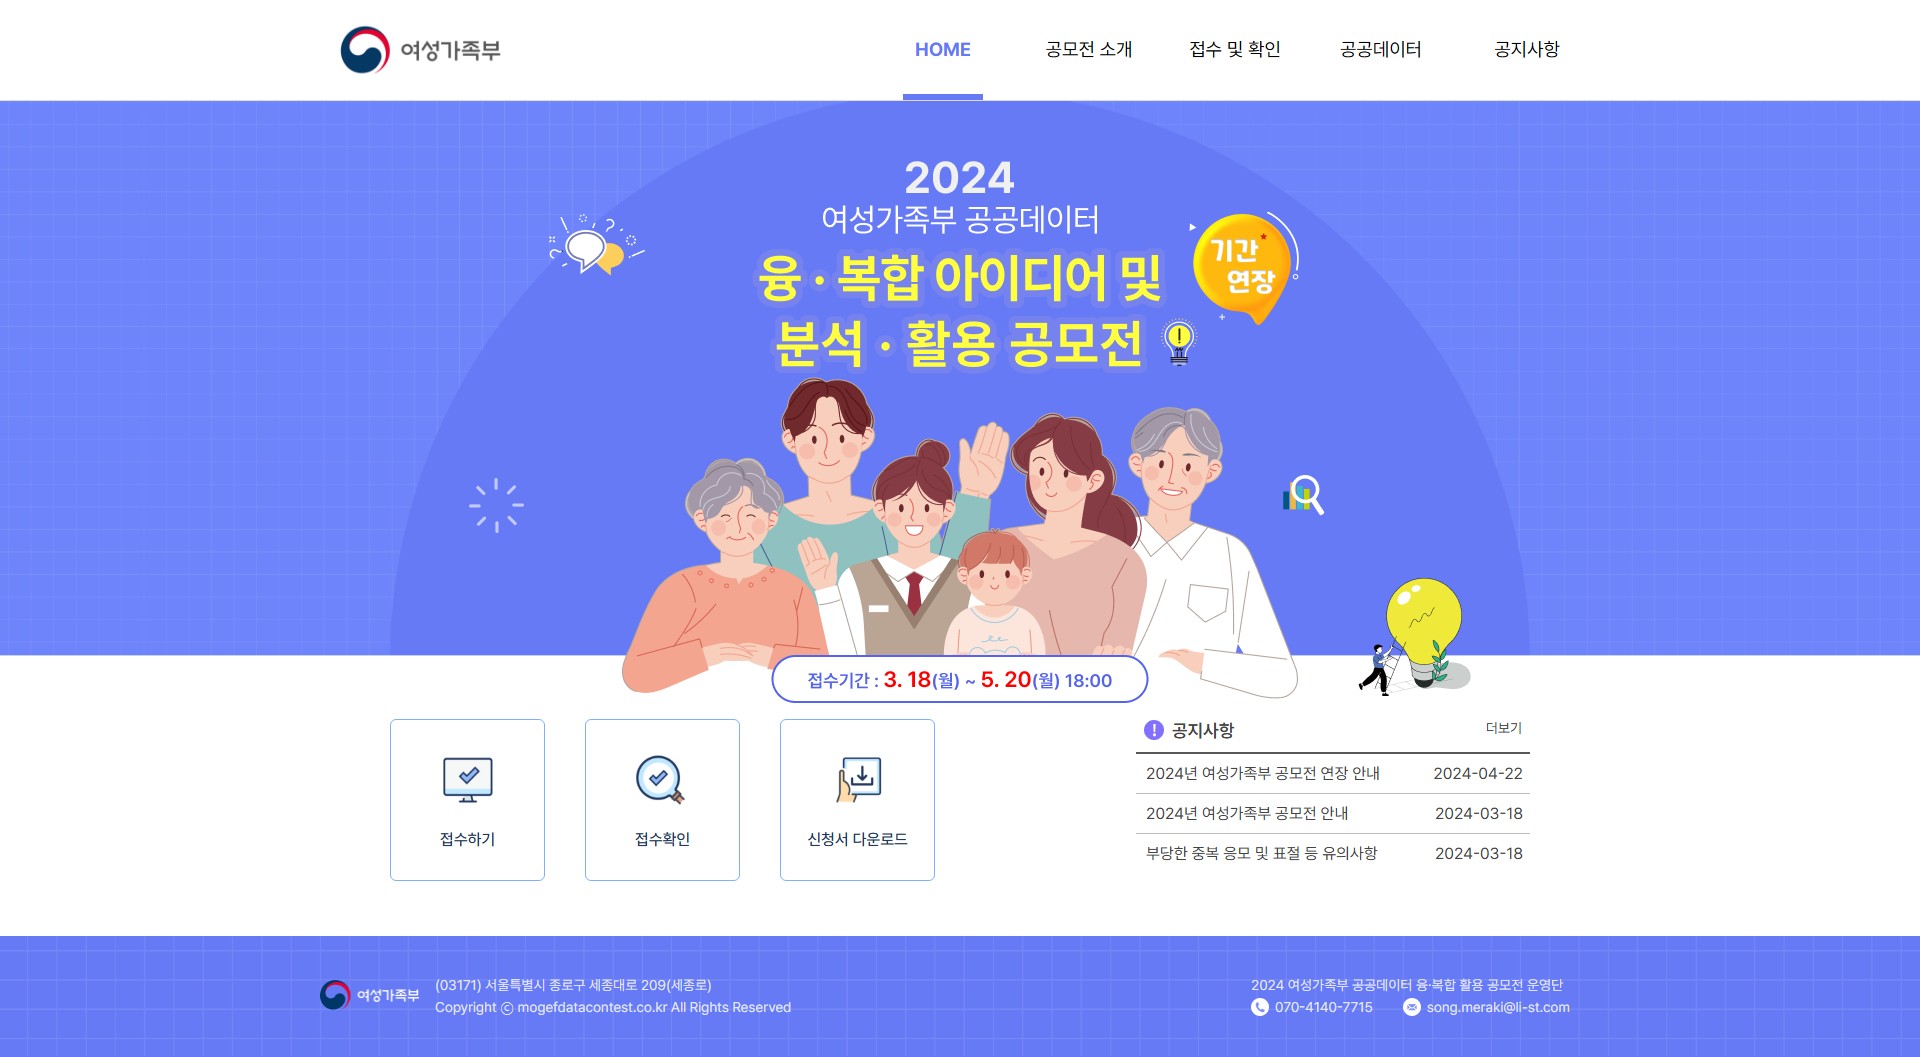 여성가족부
HOME
공모전 소개
접수 및 확인
공공데이터
공지사항
2024
여성가족부 공공데이터
융 · 복합 아이디어 및
분석 · 활용 공모전
기간
연장
접수기간 : 3. 18(월) ~ 5. 20(월) 18:00
접수하기
접수확인
신청서 다운로드
공지사항
더보기
2024년 여성가족부 공모전 연장 안내 2024-04-22
2024년 여성가족부 공모전 안내 2024-03-18
부당한 중복 응모 및 표절 등 유의사항 2024-03-18
여성가족부
(03171) 서울특별시 종로구 세종대로 209(세종로)
Copyright ⓒ mogefdatacontest.co.kr All Rights Reserved
2024 여성가족부 공공데이터 융·복합 활용 공모전 운영단
070-4140-7715
song.meraki@li-st.com